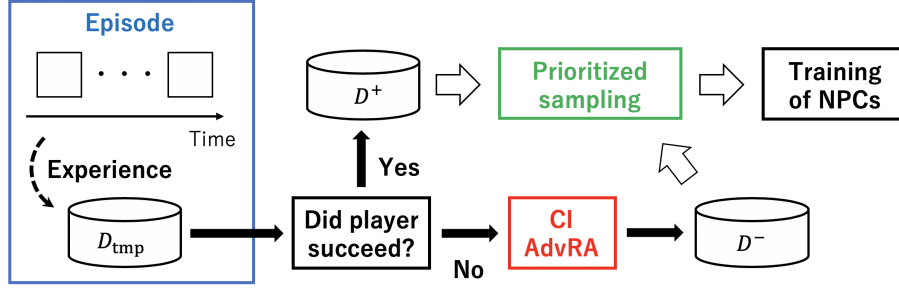 Episode
· · ·
Time
Experience
D_tmp
Did player
succeed?
Yes
No
D^+
CI
AdvRA
D^−
Prioritized
sampling
Training
of NPCs